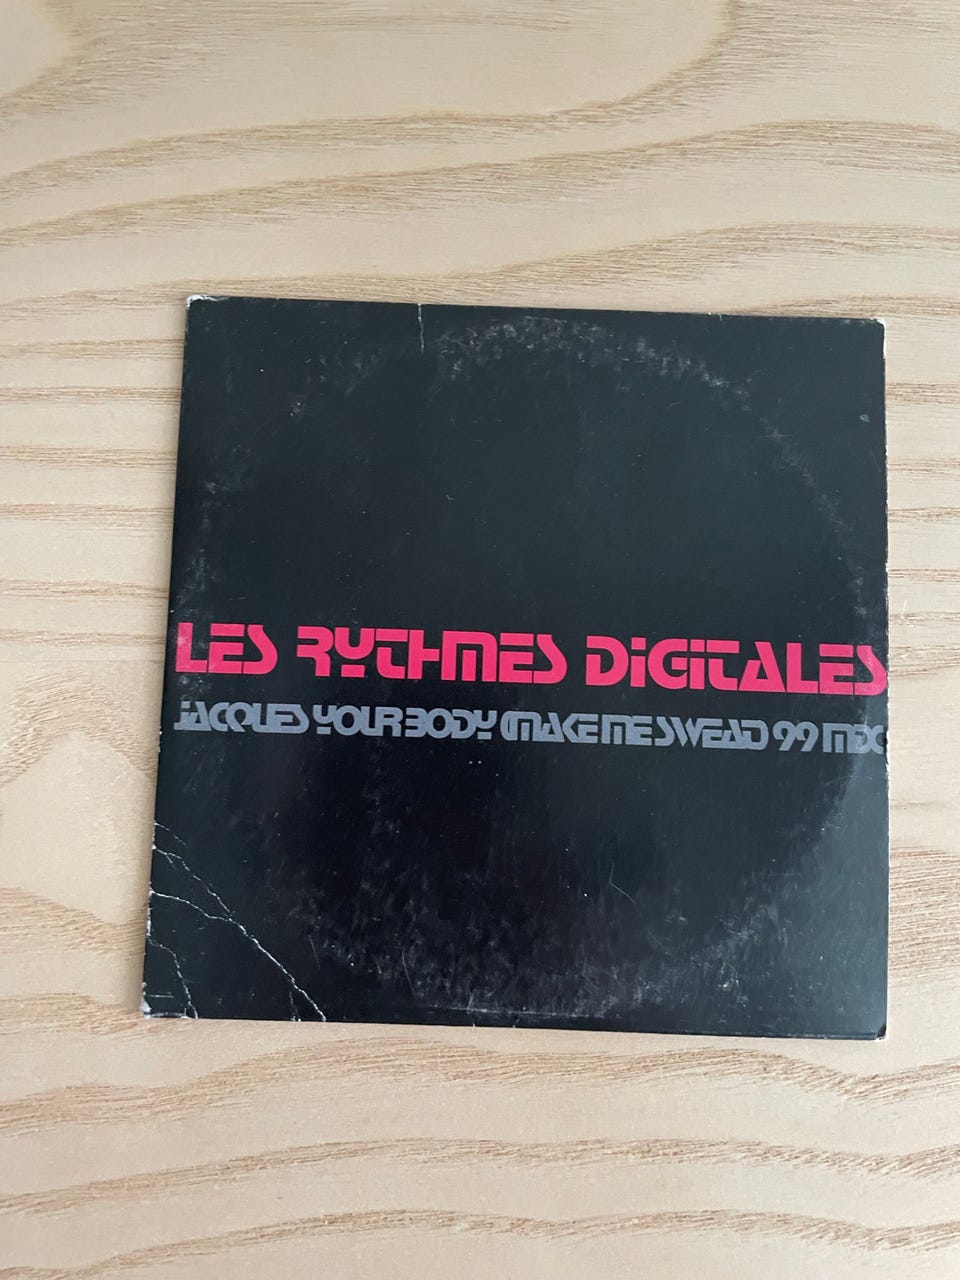 LES RYTHMES DiGiTALES
jACQUES YOUR BODY (MAKE ME SWEAT) 99 MIX